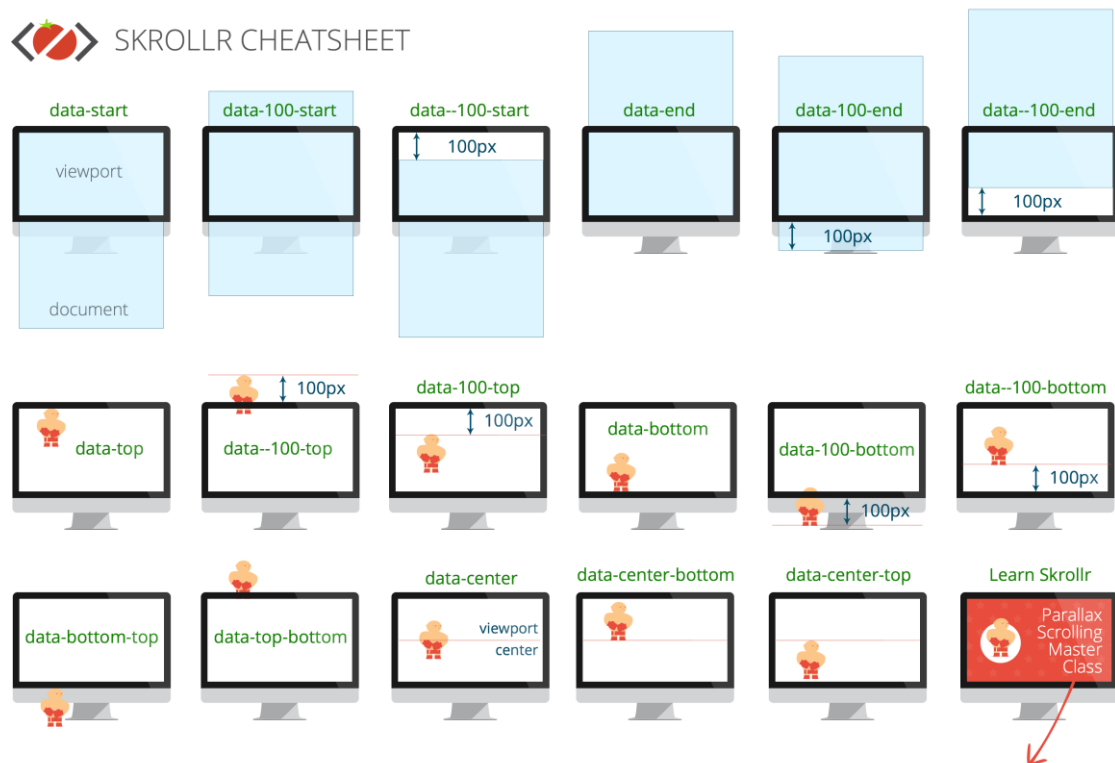 SKROLLR CHEATSHEET
data-start
data-100-start
data--100-start
data-end
data-100-end
data--100-end
viewport
100px
100px
100px
document
100px
data-100-top
data--100-bottom
data-top
data--100-top
100px
data-bottom
data-100-bottom
100px
100px
data-bottom-top
data-top-bottom
data-center
viewport
center
data-center-bottom
data-center-top
Learn Skrollr
Parallax
Scrolling
Master
Class